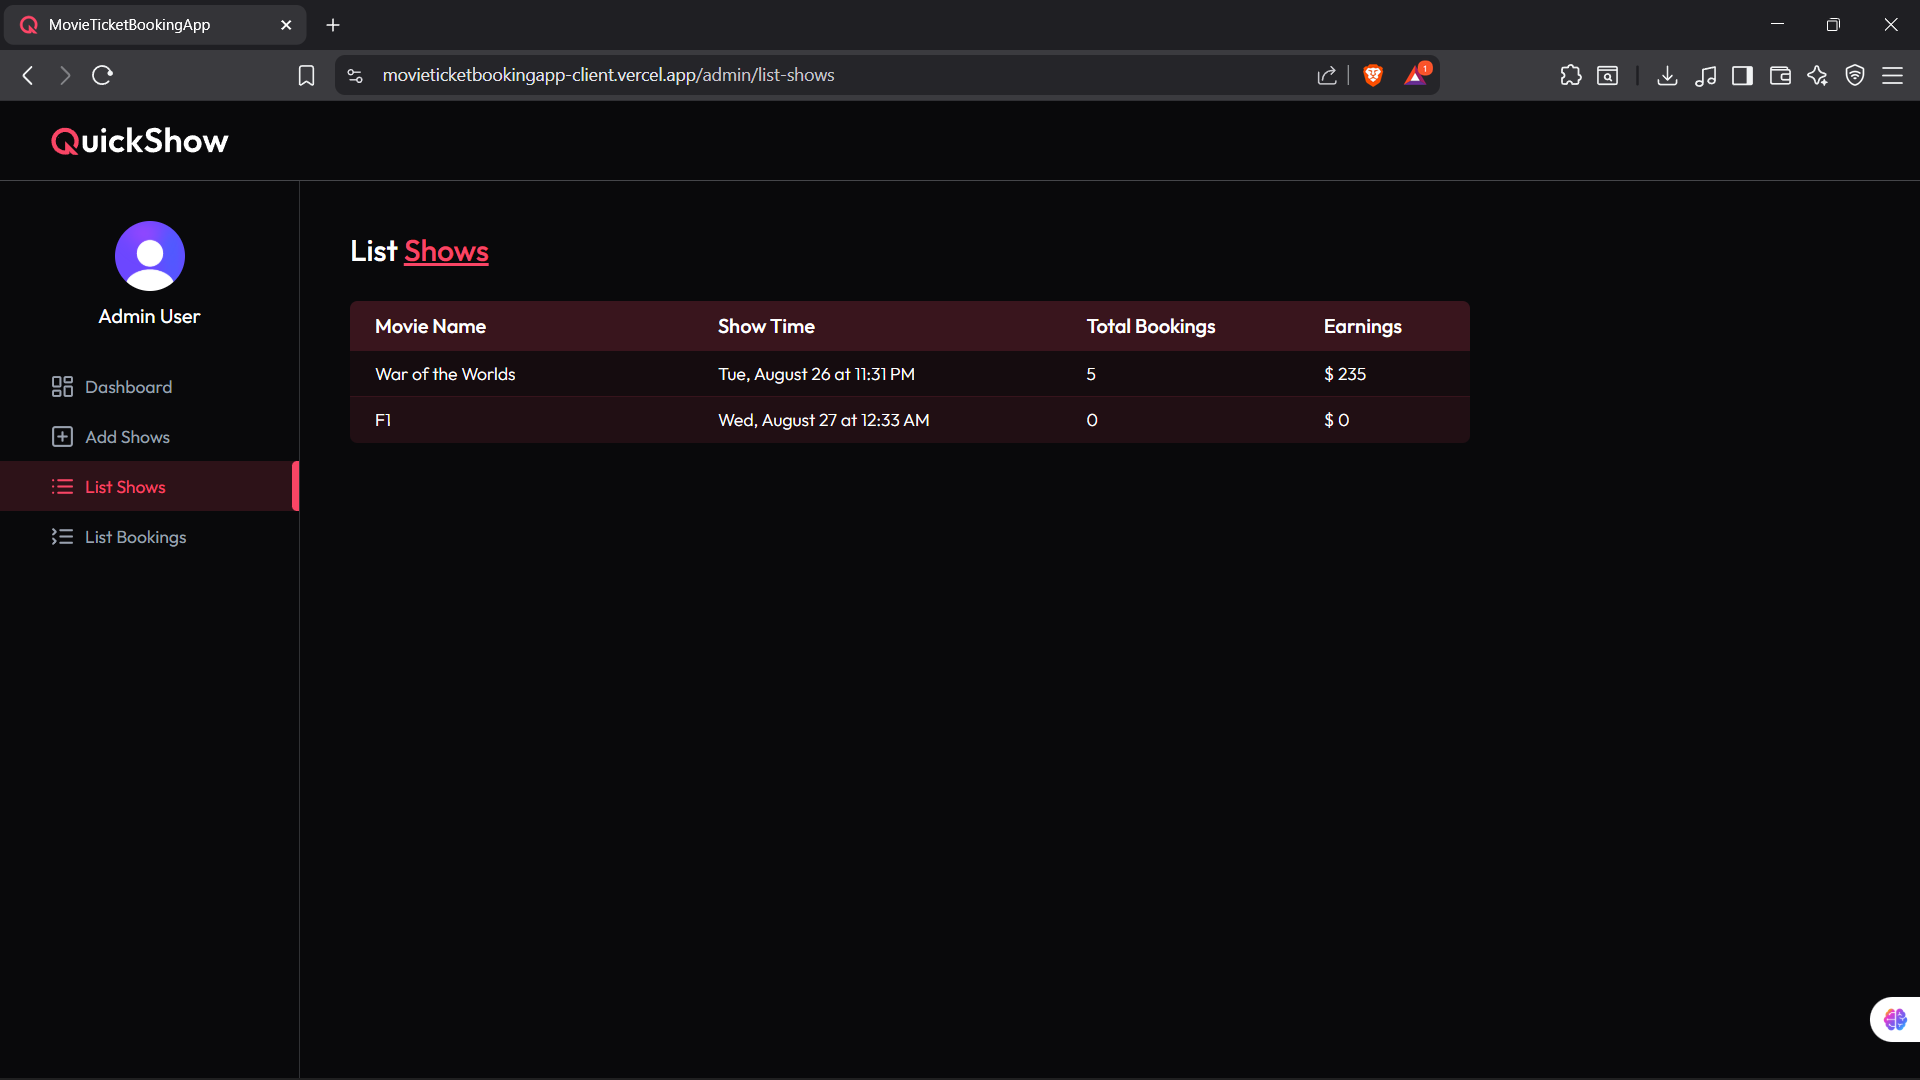 MovieTicketBookingApp
movieticketbookingapp-client.vercel.app/admin/list-shows
1
QuickShow
Admin User
Dashboard
Add Shows
List Shows
List Bookings
List Shows
Movie Name Show Time Total Bookings Earnings
War of the Worlds Tue, August 26 at 11:31 PM 5 $ 235
F1 Wed, August 27 at 12:33 AM 0 $ 0